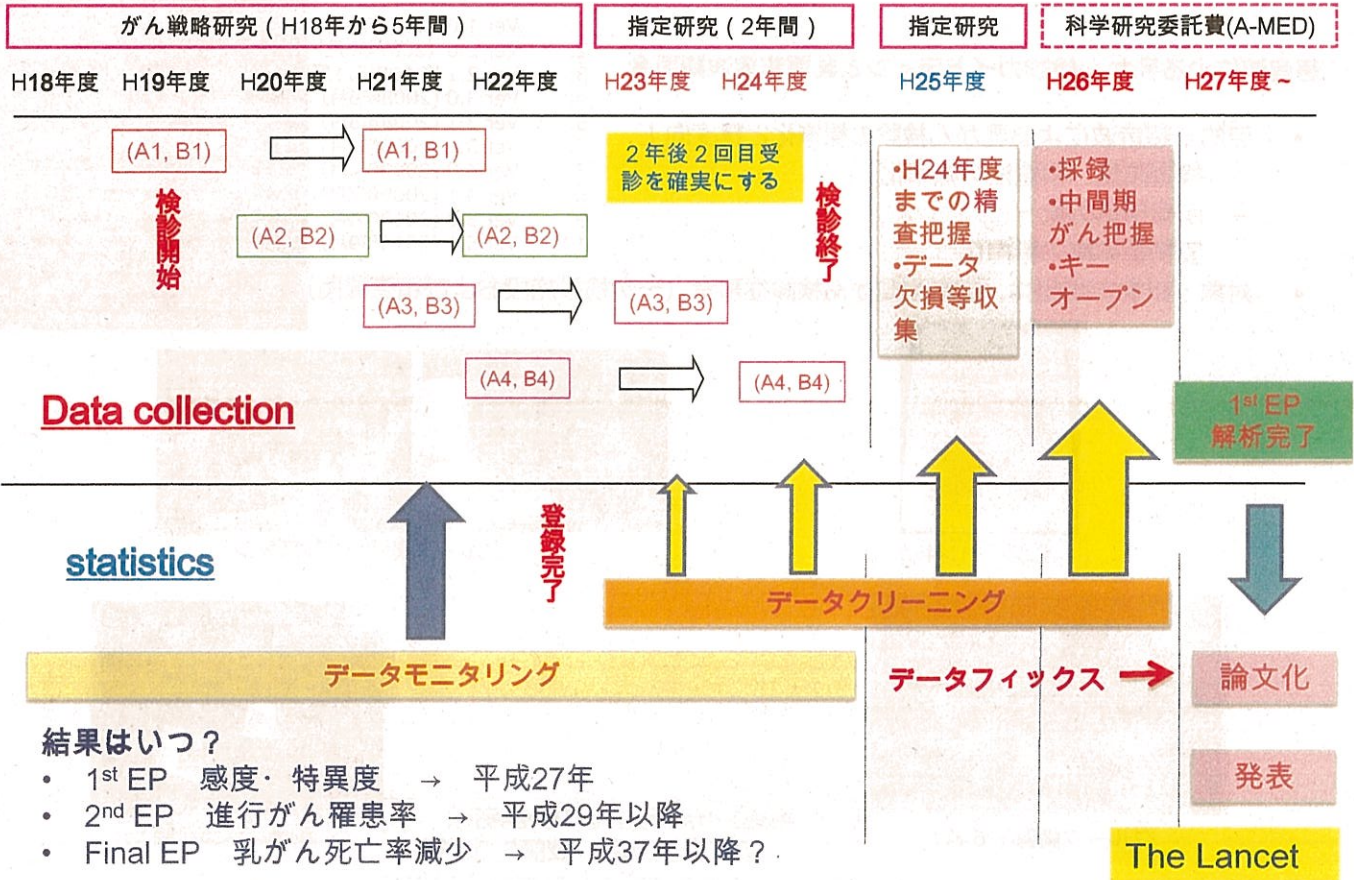 がん戦略研究（H18年から5年間）
指定研究（2年間）
指定研究
科学研究委託費(A-MED)
H18年度 H19年度 H20年度 H21年度 H22年度 H23年度 H24年度 H25年度 H26年度 H27年度～
(A1, B1)
(A1, B1)
検診開始
(A2, B2)
(A2, B2)
(A3, B3)
(A3, B3)
(A4, B4)
(A4, B4)
２年後２回目受
診を確実にする
検診終了
•H24年度
までの精
査把握
•データ
欠損等収
集
•採録
•中間期
がん把握
•キー
オープン
Data collection
1st EP
解析完了
statistics
登録完了
データクリーニング
データモニタリング
データフィックス
論文化
発表
The Lancet
結果はいつ？
• 1st EP 感度・特異度 → 平成27年
• 2nd EP 進行がん罹患率 → 平成29年以降
• Final EP 乳がん死亡率減少 → 平成37年以降？